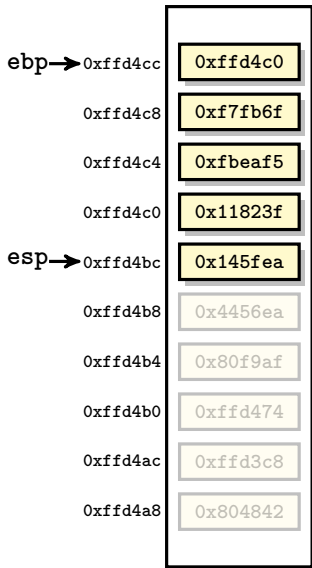 ebp 0xffd4cc 0xffd4c0
0xffd4c8 0xf7fb6f
0xffd4c4 0xfbeaf5
0xffd4c0 0x11823f
esp 0xffd4bc 0x145fea
0xffd4b8 0x4456ea
0xffd4b4 0x80f9af
0xffd4b0 0xffd474
0xffd4ac 0xffd3c8
0xffd4a8 0x804842